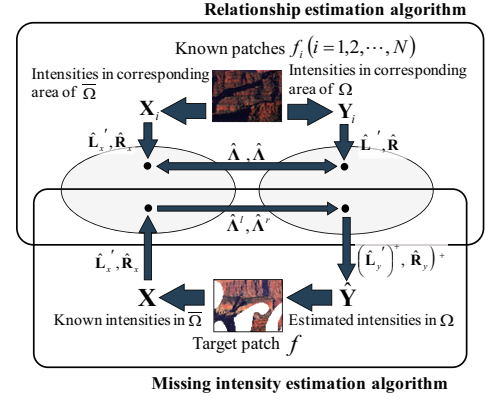 Relationship estimation algorithm
Known patches f_i (i = 1,2,⋯,N)
Intensities in corresponding area of Ω̅
Intensities in corresponding area of Ω
X_i
Y_i
L̂_x′, R̂_x
L̂ ′, R̂
Λ̂ , Λ̂
Λ̂^l, Λ̂^r
L̂_x′, R̂_x
(L̂_y′)^+, R̂_y)^+
X
Ŷ
Known intensities in Ω̅
Estimated intensities in Ω
Target patch f
Missing intensity estimation algorithm